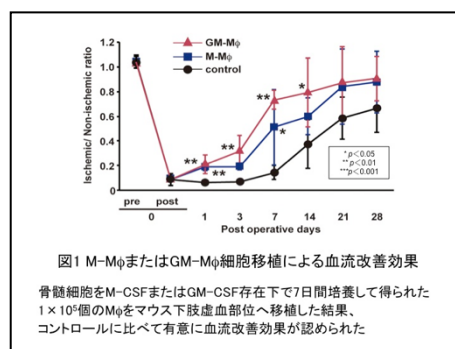 GM-Mφ
M-Mφ
control
Ischemic/ Non-ischemic ratio
1.2
1.0
0.8
0.6
0.4
0.2
0
** ** ** ** * *
*p<0.05
**p<0.01
***p<0.001
pre post
0 1 3 7 14 21 28
Post operative days
図1 M-MφまたはGM-Mφ細胞移植による血流改善効果
骨髄細胞をM-CSFまたはGM-CSF存在下で7日間培養して得られた
1×10⁵個のMφをマウス下肢虚血部位へ移植した結果、
コントロールに比べて有意に血流改善効果が認められた